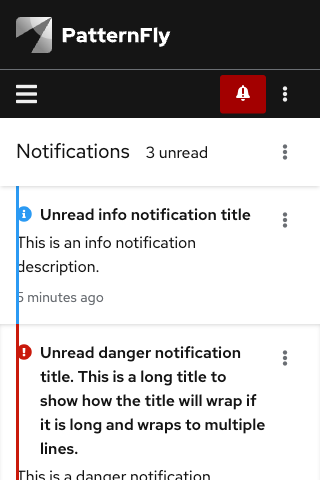 PatternFly
Notifications 3 unread
Unread info notification title
This is an info notification
description.
5 minutes ago
Unread danger notification
title. This is a long title to
show how the title will wrap if
it is long and wraps to multiple
lines.
This is a danger notification